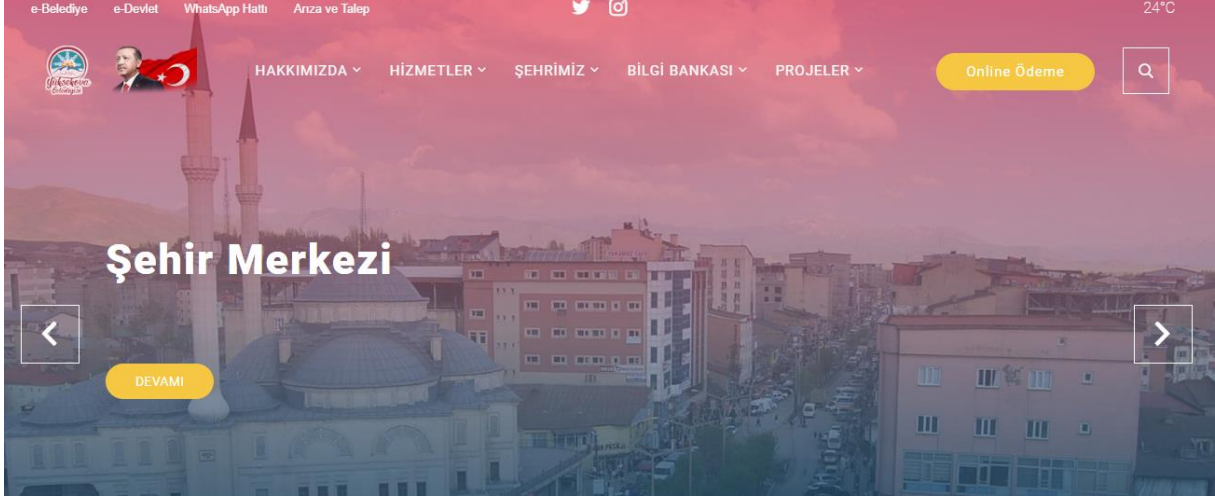 e-Belediye e-Devlet WhatsApp Hattı Arıza ve Talep 24°C
HAKKIMIZDA HİZMETLER ŞEHRİMİZ BİLGİ BANKASI PROJELER Online Ödeme
Şehir Merkezi
DEVAMI